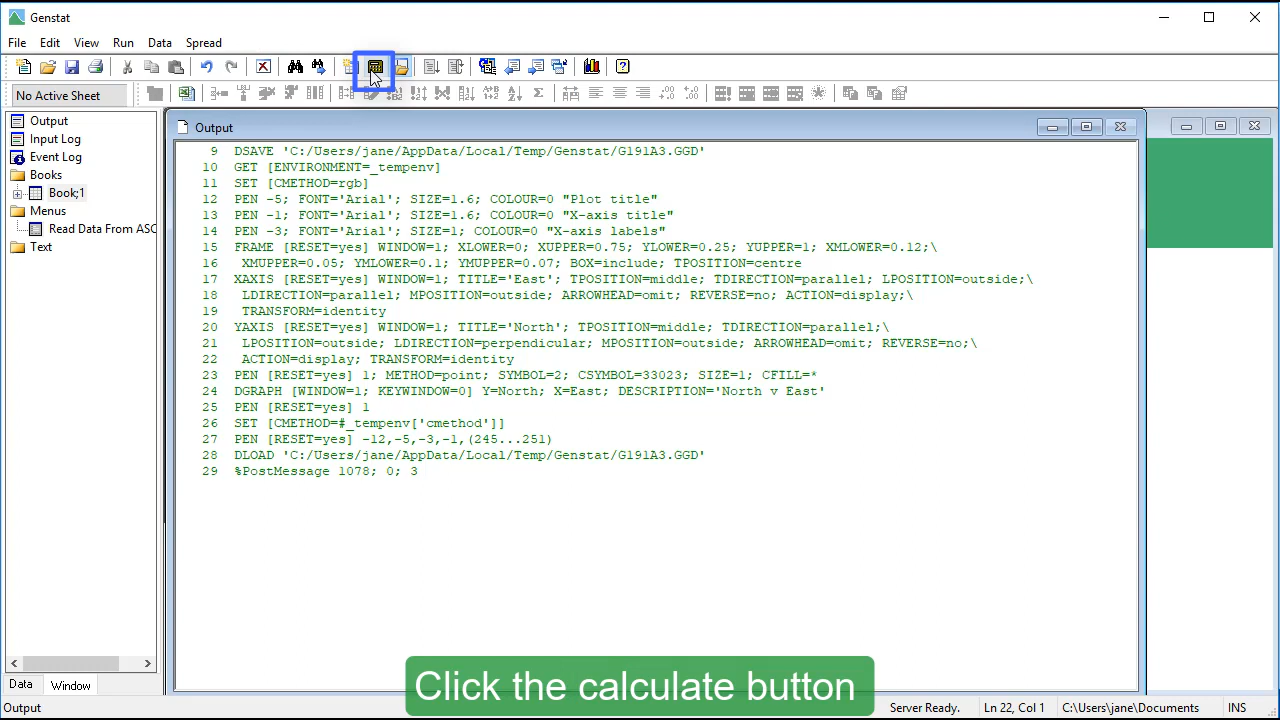 Genstat
File Edit View Run Data Spread
No Active Sheet
Output
Input Log
Event Log
Books
Book;1
Menus
Read Data From ASC
Text
Data Window
Output
9 DSAVE 'C:/Users/jane/AppData/Local/Temp/Genstat/G191A3.GGD'
10 GET [ENVIRONMENT=_tempenv]
11 SET [CMETHOD=rgb]
12 PEN -5; FONT='Arial'; SIZE=1.6; COLOUR=0 "Plot title"
13 PEN -1; FONT='Arial'; SIZE=1.6; COLOUR=0 "X-axis title"
14 PEN -3; FONT='Arial'; SIZE=1; COLOUR=0 "X-axis labels"
15 FRAME [RESET=yes] WINDOW=1; XLOWER=0; XUPPER=0.75; YLOWER=0.25; YUPPER=1; XMLOWER=0.12;\
16 XMUPPER=0.05; YMLOWER=0.1; YMUPPER=0.07; BOX=include; TPOSITION=centre
17 XAXIS [RESET=yes] WINDOW=1; TITLE='East'; TPOSITION=middle; TDIRECTION=parallel; LPOSITION=outside;\
18 LDIRECTION=parallel; MPOSITION=outside; ARROWHEAD=omit; REVERSE=no; ACTION=display;\
19 TRANSFORM=identity
20 YAXIS [RESET=yes] WINDOW=1; TITLE='North'; TPOSITION=middle; TDIRECTION=parallel;\
21 LPOSITION=outside; LDIRECTION=perpendicular; MPOSITION=outside; ARROWHEAD=omit; REVERSE=no;\
22 ACTION=display; TRANSFORM=identity
23 PEN [RESET=yes] 1; METHOD=point; SYMBOL=2; CSYMBOL=33023; SIZE=1; CFILL=*
24 DGRAPH [WINDOW=1; KEYWINDOW=0] Y=North; X=East; DESCRIPTION='North v East'
25 PEN [RESET=yes] 1
26 SET [CMETHOD=#_tempenv['cmethod']]
27 PEN [RESET=yes] -12,-5,-3,-1,(245...251)
28 DLOAD 'C:/Users/jane/AppData/Local/Temp/Genstat/G191A3.GGD'
29 %PostMessage 1078; 0; 3
Click the calculate button
Output Server Ready. Ln 22, Col 1 C:\Users\jane\Documents INS